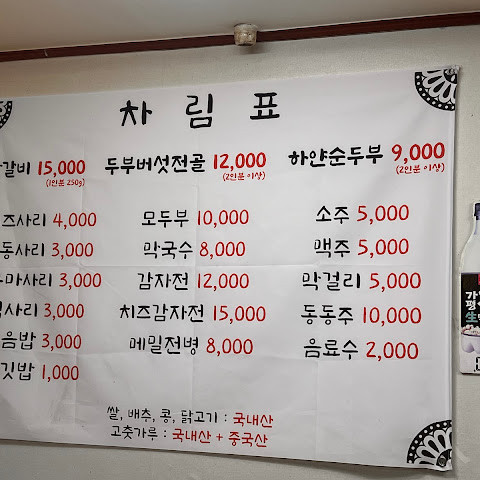 차림표
갈비 15,000 두부버섯전골 12,000 하얀순두부 9,000
(1인분 250g) (2인분 이상) (2인분 이상)
즈사리 4,000 모두부 10,000 소주 5,000
동사리 3,000 막국수 8,000 맥주 5,000
마사리 3,000 감자전 12,000 막걸리 5,000
사리 3,000 치즈감자전 15,000 동동주 10,000
음밥 3,000 메밀전병 8,000 음료수 2,000
깃밥 1,000
쌀, 배추, 콩, 닭고기 : 국내산
고춧가루 : 국내산 + 중국산
가
평
生